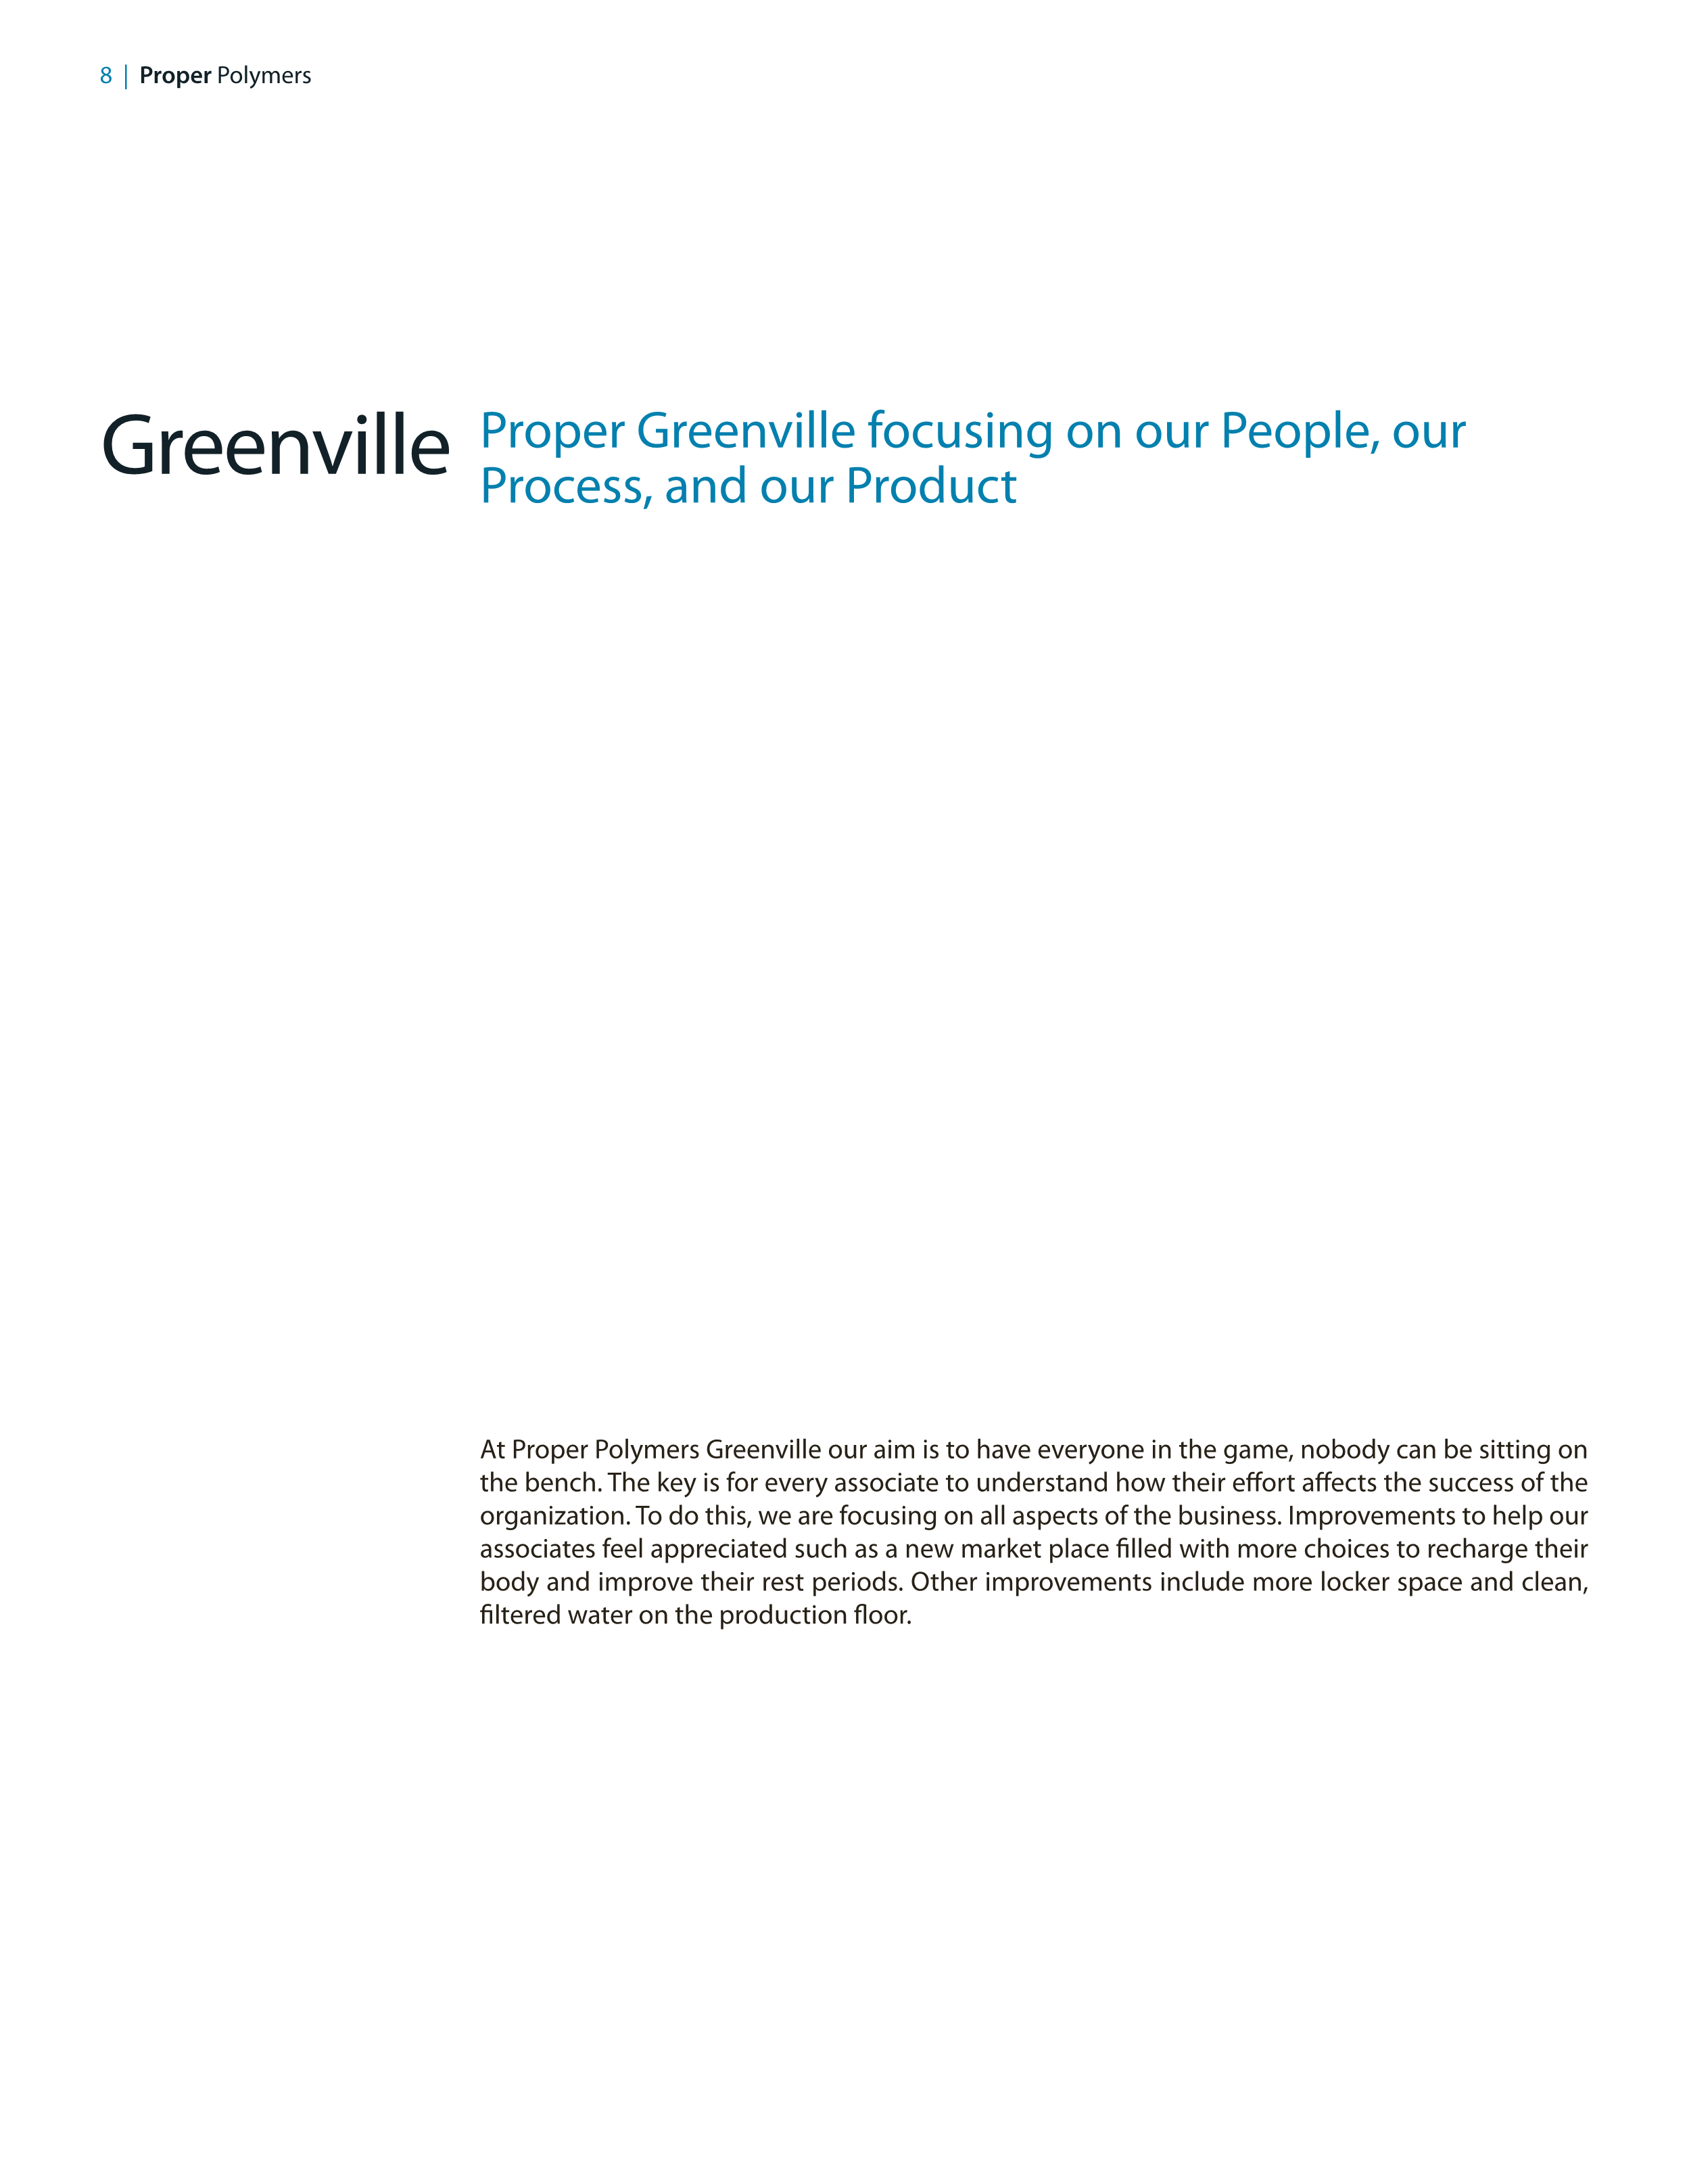 8 | Proper Polymers
Greenville
Proper Greenville focusing on our People, our
Process, and our Product
At Proper Polymers Greenville our aim is to have everyone in the game, nobody can be sitting on
the bench. The key is for every associate to understand how their effort affects the success of the
organization. To do this, we are focusing on all aspects of the business. Improvements to help our
associates feel appreciated such as a new market place filled with more choices to recharge their
body and improve their rest periods. Other improvements include more locker space and clean,
filtered water on the production floor.